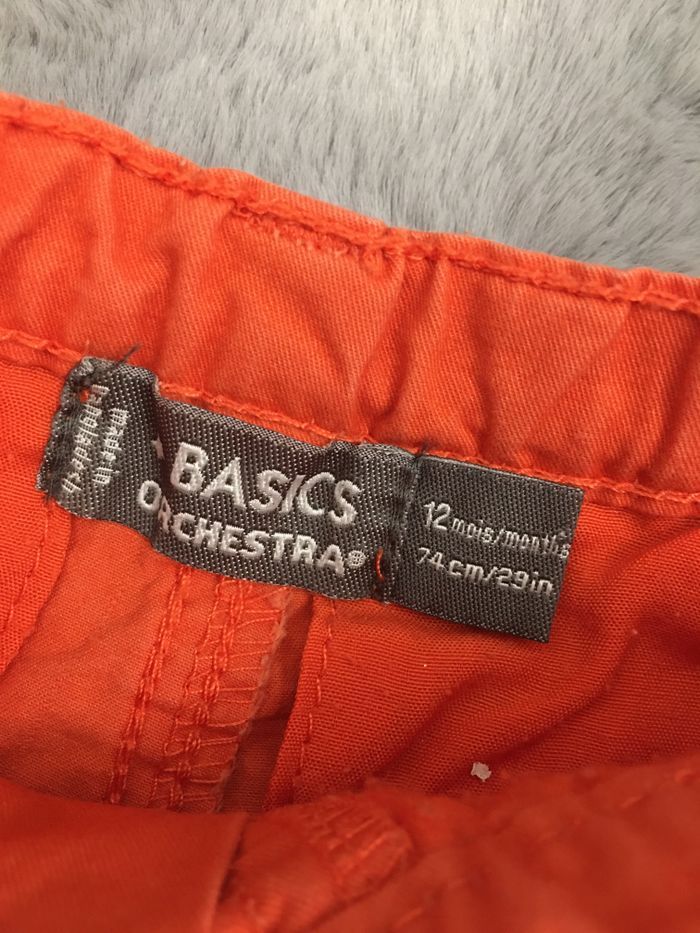 BASICS
ORCHESTRA®
12 mois/months
74 cm/29in